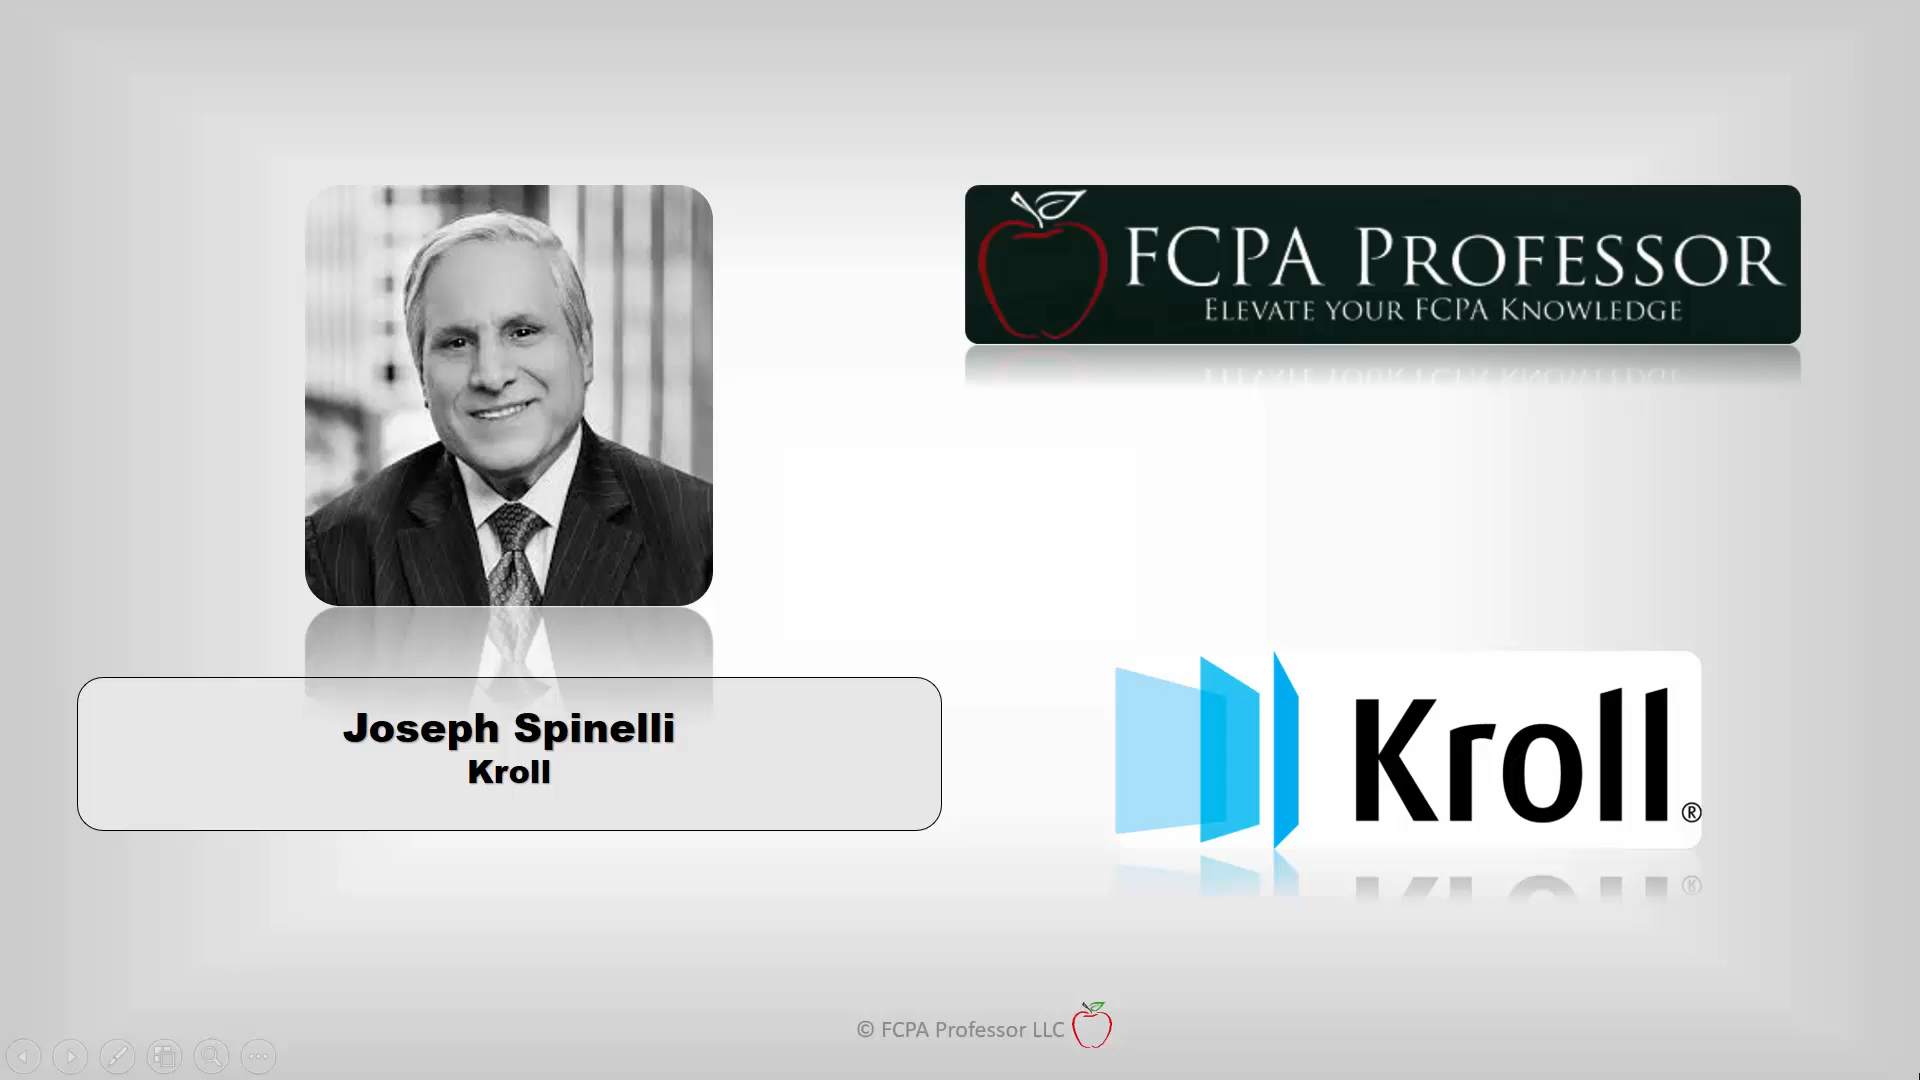 FCPA PROFESSOR
ELEVATE YOUR FCPA KNOWLEDGE
Joseph Spinelli
Kroll
Kroll®
© FCPA Professor LLC